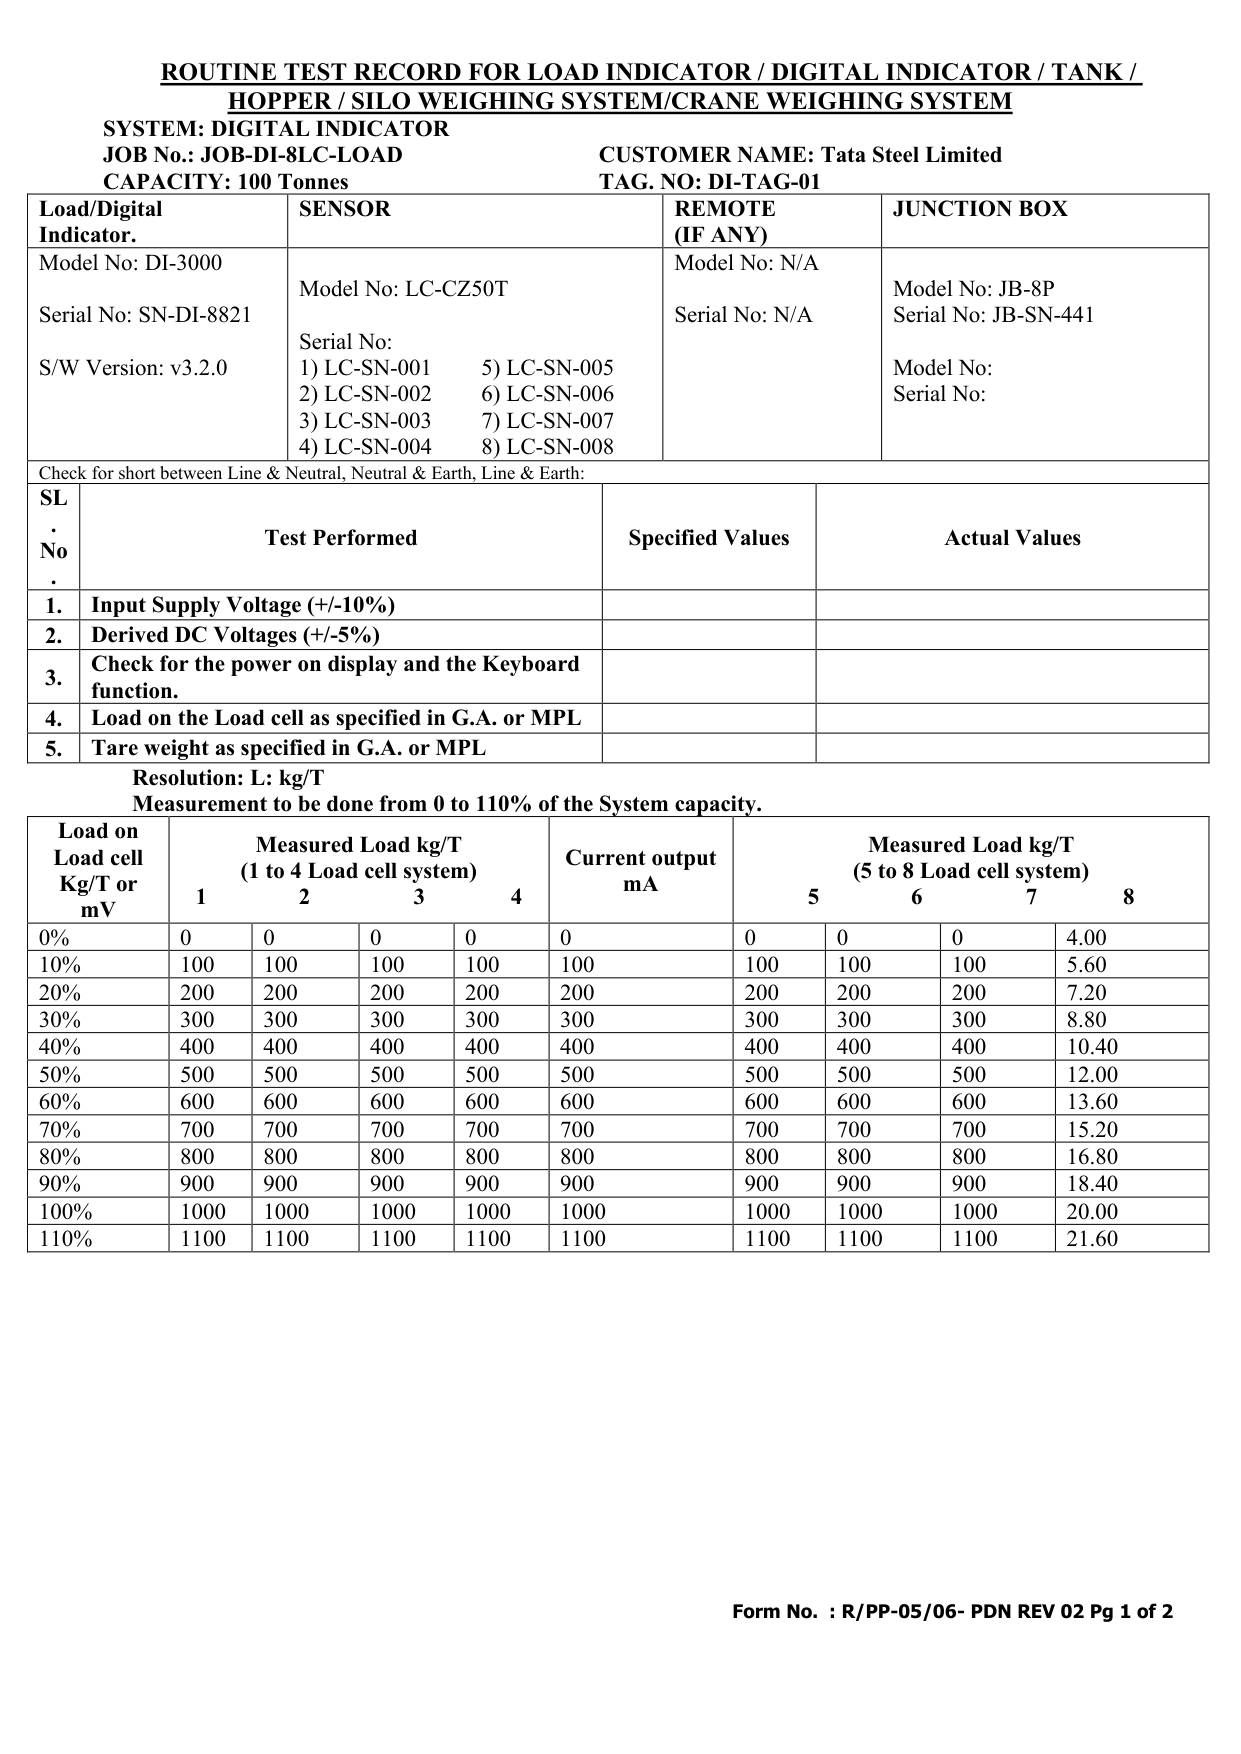 ROUTINE TEST RECORD FOR LOAD INDICATOR / DIGITAL INDICATOR / TANK /
HOPPER / SILO WEIGHING SYSTEM/CRANE WEIGHING SYSTEM
SYSTEM: DIGITAL INDICATOR
JOB No.: JOB-DI-8LC-LOAD CUSTOMER NAME: Tata Steel Limited
CAPACITY: 100 Tonnes TAG. NO: DI-TAG-01
Load/Digital
Indicator.
SENSOR
REMOTE
(IF ANY)
JUNCTION BOX
Model No: DI-3000
Serial No: SN-DI-8821
S/W Version: v3.2.0
Model No: LC-CZ50T
Serial No:
1) LC-SN-001 5) LC-SN-005
2) LC-SN-002 6) LC-SN-006
3) LC-SN-003 7) LC-SN-007
4) LC-SN-004 8) LC-SN-008
Model No: N/A
Serial No: N/A
Model No: JB-8P
Serial No: JB-SN-441
Model No:
Serial No:
Check for short between Line & Neutral, Neutral & Earth, Line & Earth:
SL
.
No
.
Test Performed
Specified Values
Actual Values
1. Input Supply Voltage (+/-10%)
2. Derived DC Voltages (+/-5%)
3. Check for the power on display and the Keyboard
function.
4. Load on the Load cell as specified in G.A. or MPL
5. Tare weight as specified in G.A. or MPL
Resolution: L: kg/T
Measurement to be done from 0 to 110% of the System capacity.
Load on
Load cell
Kg/T or
mV
Measured Load kg/T
(1 to 4 Load cell system)
1 2 3 4
Current output
mA
Measured Load kg/T
(5 to 8 Load cell system)
5 6 7 8
0% 0 0 0 0 0 0 0 0 4.00
10% 100 100 100 100 100 100 100 100 5.60
20% 200 200 200 200 200 200 200 200 7.20
30% 300 300 300 300 300 300 300 300 8.80
40% 400 400 400 400 400 400 400 400 10.40
50% 500 500 500 500 500 500 500 500 12.00
60% 600 600 600 600 600 600 600 600 13.60
70% 700 700 700 700 700 700 700 700 15.20
80% 800 800 800 800 800 800 800 800 16.80
90% 900 900 900 900 900 900 900 900 18.40
100% 1000 1000 1000 1000 1000 1000 1000 1000 20.00
110% 1100 1100 1100 1100 1100 1100 1100 1100 21.60
Form No. : R/PP-05/06- PDN REV 02 Pg 1 of 2